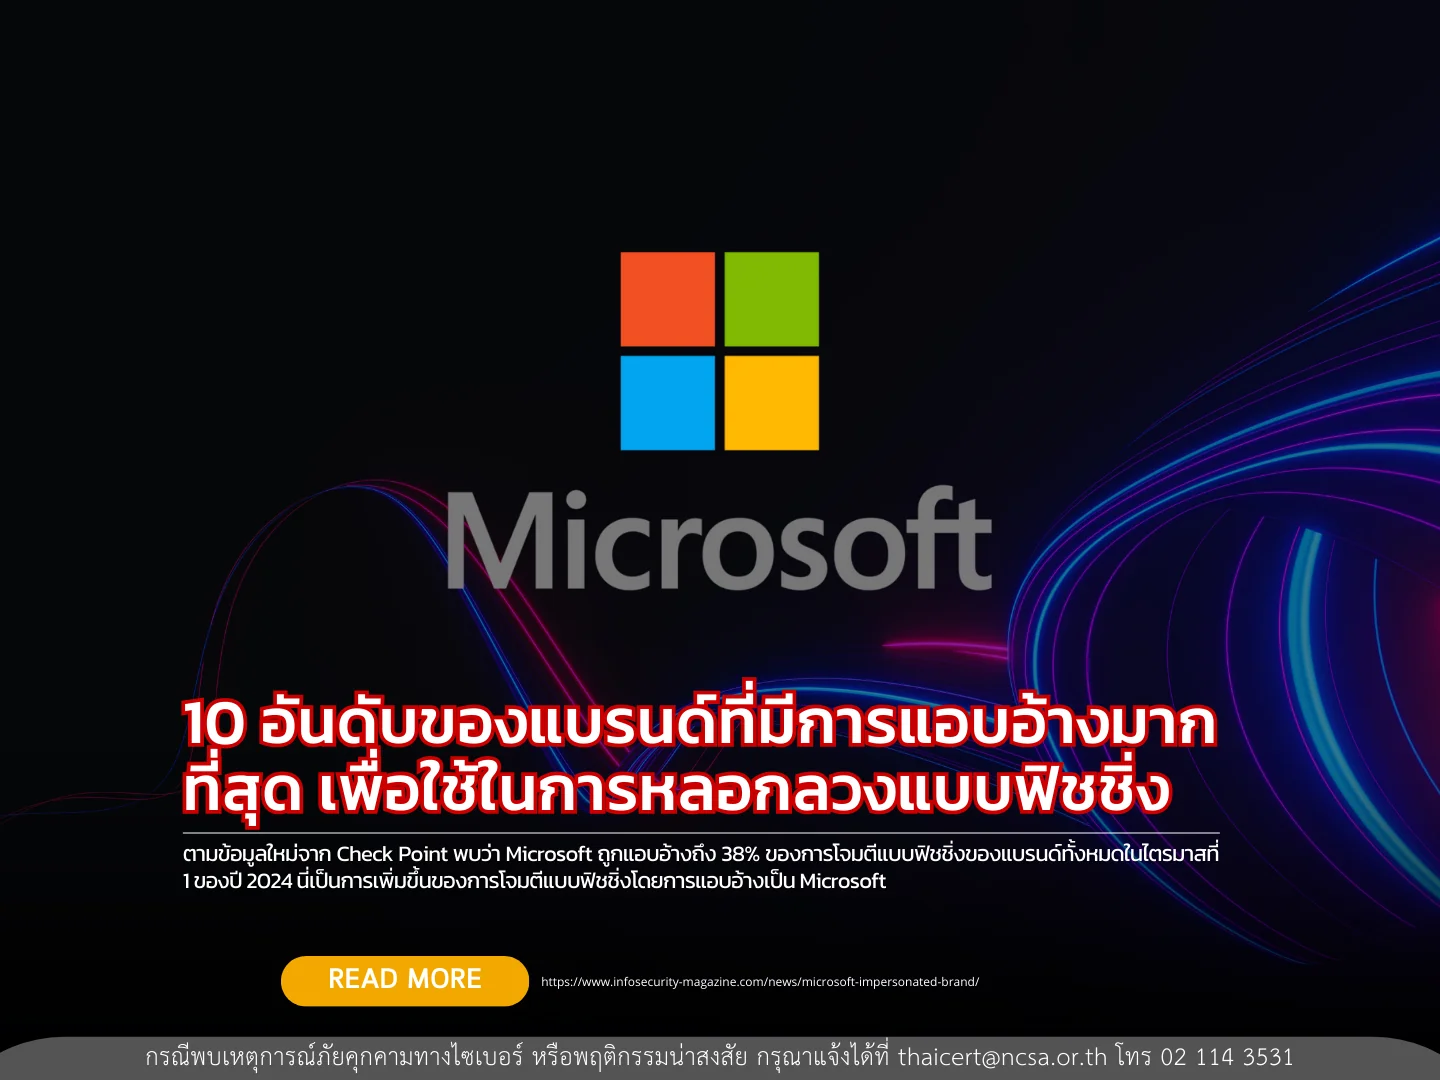 Microsoft
10 อันดับของแบรนด์ที่มีการแอบอ้างมาก
ที่สุด เพื่อใช้ในการหลอกลวงแบบฟิชชิ่ง
ตามข้อมูลใหม่จาก Check Point พบว่า Microsoft ถูกแอบอ้างถึง 38% ของการโจมตีแบบฟิชชิ่งของแบรนด์ทั้งหมดในไตรมาสที่
1 ของปี 2024 นี่เป็นการเพิ่มขึ้นของการโจมตีแบบฟิชชิ่งโดยการแอบอ้างเป็น Microsoft
READ MORE
https://www.infosecurity-magazine.com/news/microsoft-impersonated-brand/
กรณีพบเหตุการณ์ภัยคุกคามทางไซเบอร์ หรือพฤติกรรมน่าสงสัย กรุณาแจ้งได้ที่ thaicert@ncsa.or.th โทร 02 114 3531